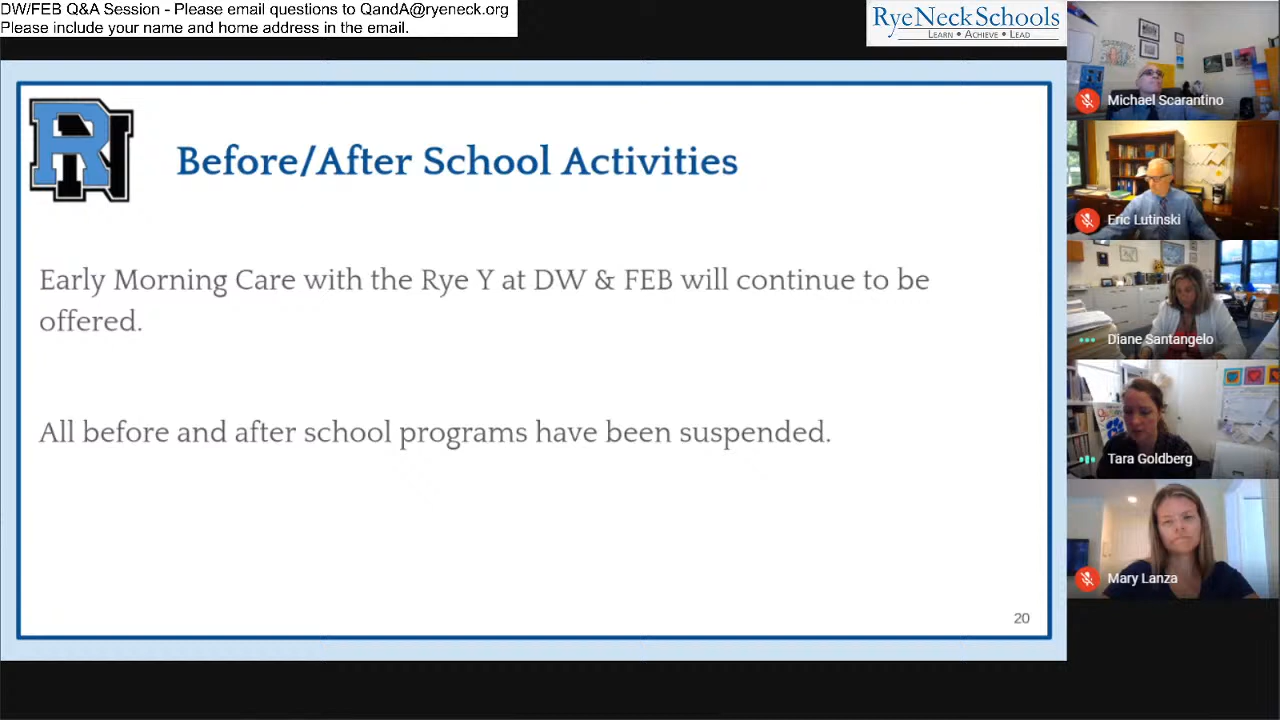 DW/FEB Q&A Session - Please email questions to QandA@ryeneck.org
Please include your name and home address in the email.
RyeNeckSchools
LEARN • ACHIEVE • LEAD
RN
Before/After School Activities
Early Morning Care with the Rye Y at DW & FEB will continue to be
offered.
All before and after school programs have been suspended.
20
Michael Scarantino
Eric Lutinski
Diane Santangelo
Tara Goldberg
Mary Lanza